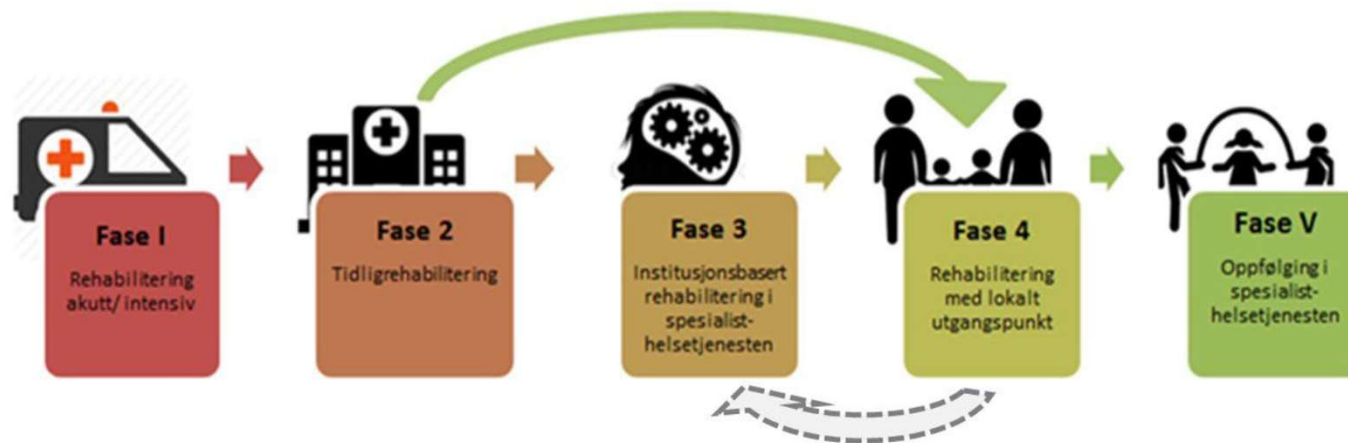 Fase I
Rehabilitering
akutt/ intensiv
Fase 2
Tidligrehabilitering
Fase 3
Institusjonsbasert
rehabilitering i
spesialist-
helsetjenesten
Fase 4
Rehabilitering
med lokalt
utgangspunkt
Fase V
Oppfølging i
spesialist-
helsetjenesten